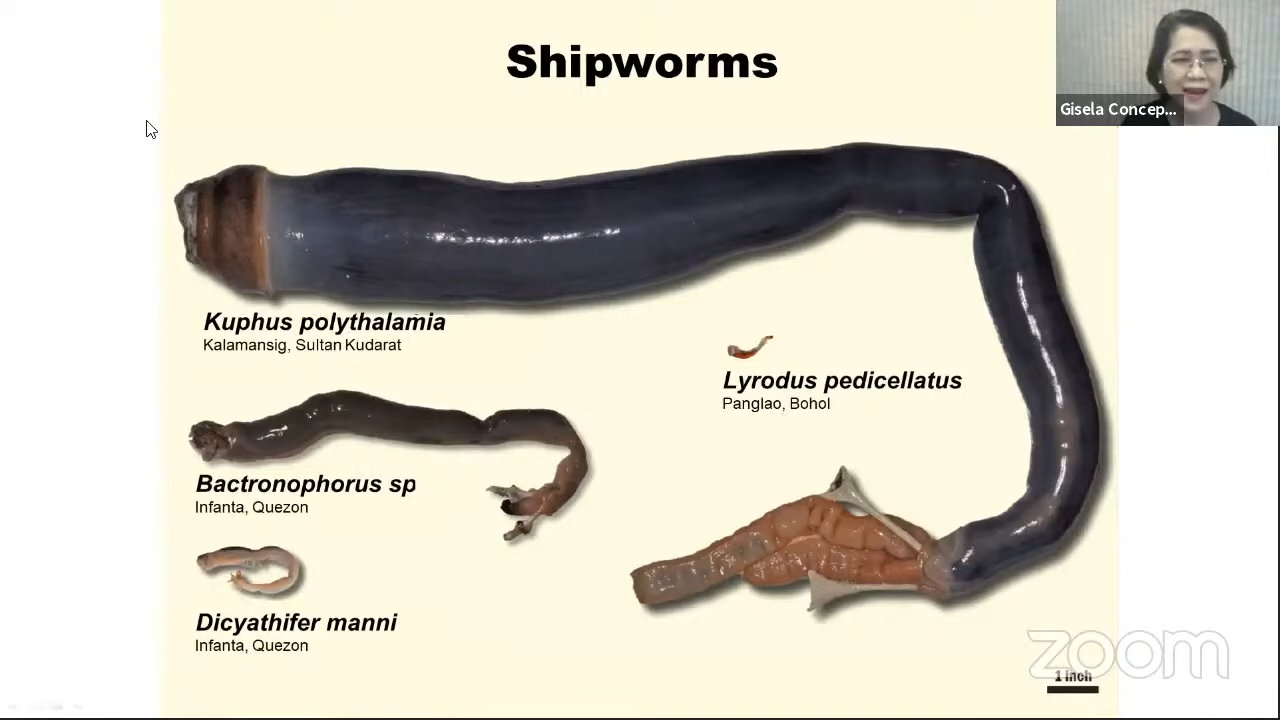 Shipworms
Gisela Concep...
Kuphus polythalamia
Kalamansig, Sultan Kudarat
Lyrodus pedicellatus
Panglao, Bohol
Bactronophorus sp
Infanta, Quezon
Dicyathifer manni
Infanta, Quezon
zoom
1 inch